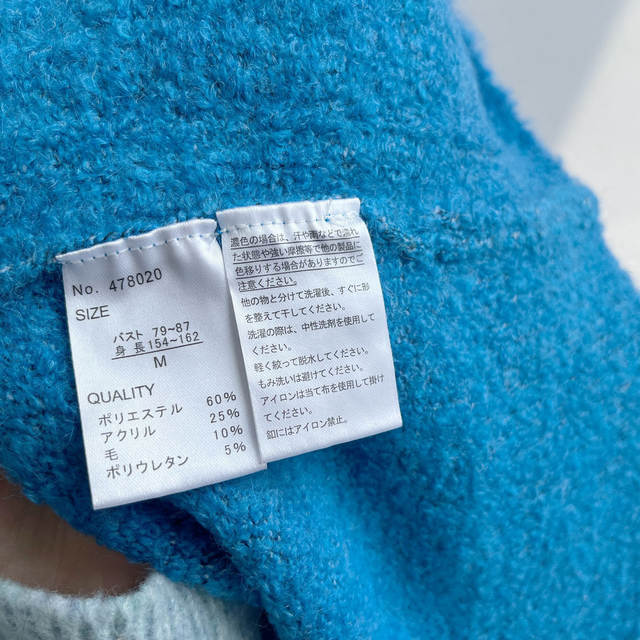 No. 478020
SIZE
バスト 79~87
身長 154~162
M
QUALITY
ポリエステル 60%
アクリル 25%
毛 10%
ポリウレタン 5%
濃色の場合は、汗や雨などで濡れ
た状態や強い摩擦等で他の製品に
色移りする場合がありますのでご
注意ください。
他の物と分けて洗濯後、すぐに形
を整えて干してください。
洗濯の際は、中性洗剤を使用して
ください。
軽く絞って脱水してください。
もみ洗いは避けてください。
アイロンは当て布を使用して掛け
てください。
釦にはアイロン禁止。